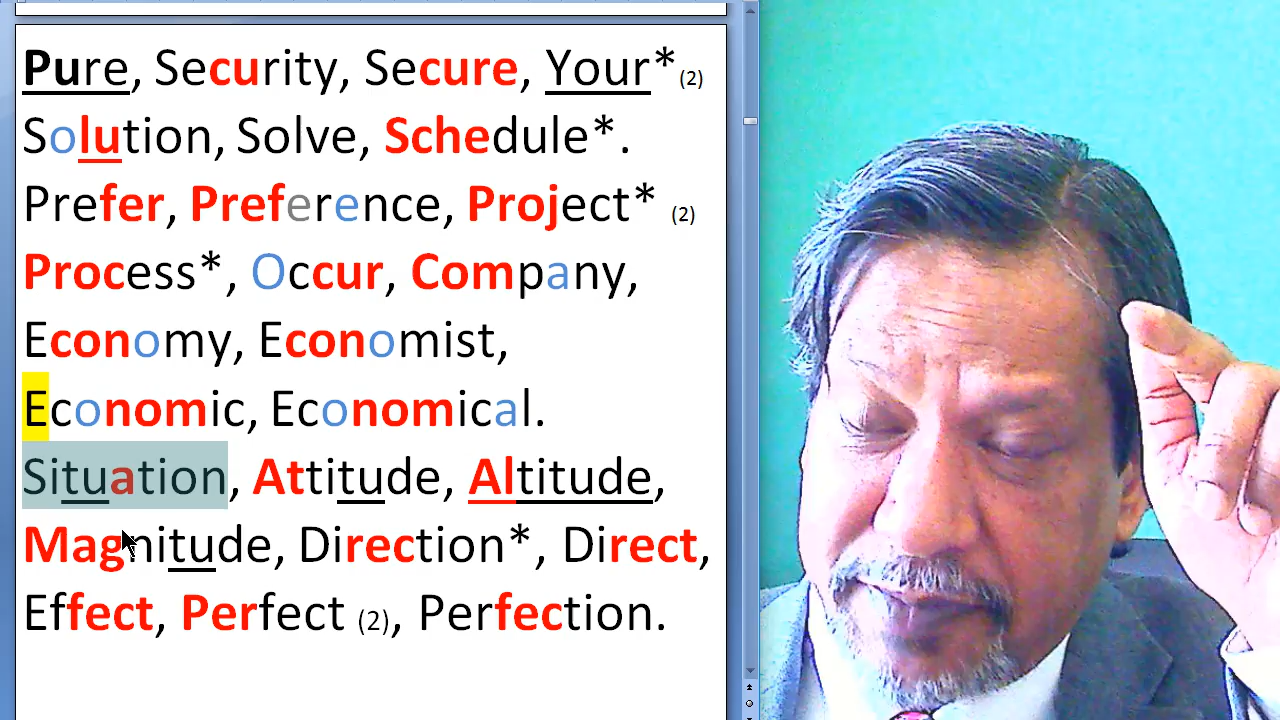 Pure, Security, Secure, Your* (2)
Solution, Solve, Schedule*.
Prefer, Preference, Project* (2)
Process*, Occur, Company,
Economy, Economist,
Economic, Economical.
Situation, Attitude, Altitude,
Magnitude, Direction*, Direct,
Effect, Perfect (2), Perfection.